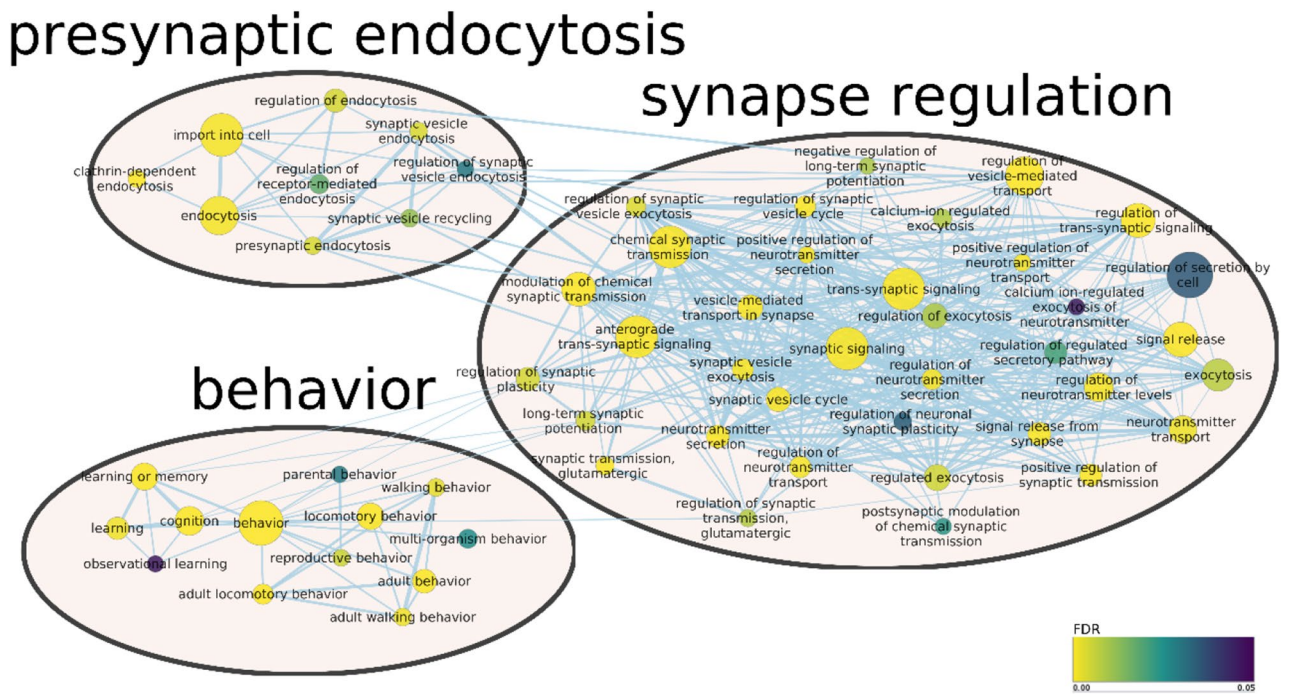 presynaptic endocytosis
regulation of endocytosis
import into cell
synaptic vesicle
endocytosis
clathrin-dependent
endocytosis
regulation of
receptor-mediated
endocytosis
regulation of synaptic
vesicle endocytosis
endocytosis
synaptic vesicle recycling
presynaptic endocytosis
synapse regulation
negative regulation of
long-term synaptic
potentiation
regulation of
vesicle-mediated
transport
regulation of synaptic
vesicle exocytosis
regulation of synaptic
vesicle cycle
calcium-ion regulated
exocytosis
regulation of
trans-synaptic signaling
chemical synaptic
transmission
positive regulation of
neurotransmitter
secretion
positive regulation of
neurotransmitter
transport
regulation of secretion by
cell
modulation of chemical
synaptic transmission
trans-synaptic signaling
calcium ion-regulated
exocytosis of
neurotransmitter
vesicle-mediated
transport in synapse
regulation of exocytosis
anterograde
trans-synaptic signaling
synaptic signaling
regulation of regulated
secretory pathway
signal release
regulation of synaptic
plasticity
synaptic vesicle
exocytosis
regulation of
neurotransmitter
secretion
regulation of
neurotransmitter levels
exocytosis
synaptic vesicle cycle
long-term synaptic
potentiation
neurotransmitter
secretion
regulation of neuronal
synaptic plasticity
signal release from
synapse
neurotransmitter
transport
synaptic transmission,
glutamatergic
regulation of
neurotransmitter
transport
regulated exocytosis
positive regulation of
synaptic transmission
regulation of synaptic
transmission,
glutamatergic
postsynaptic modulation
of chemical synaptic
transmission
behavior
learning or memory
parental behavior
walking behavior
learning
cognition
behavior
locomotory behavior
multi-organism behavior
observational learning
reproductive behavior
adult behavior
adult locomotory behavior
adult walking behavior
FDR
0.00
0.05